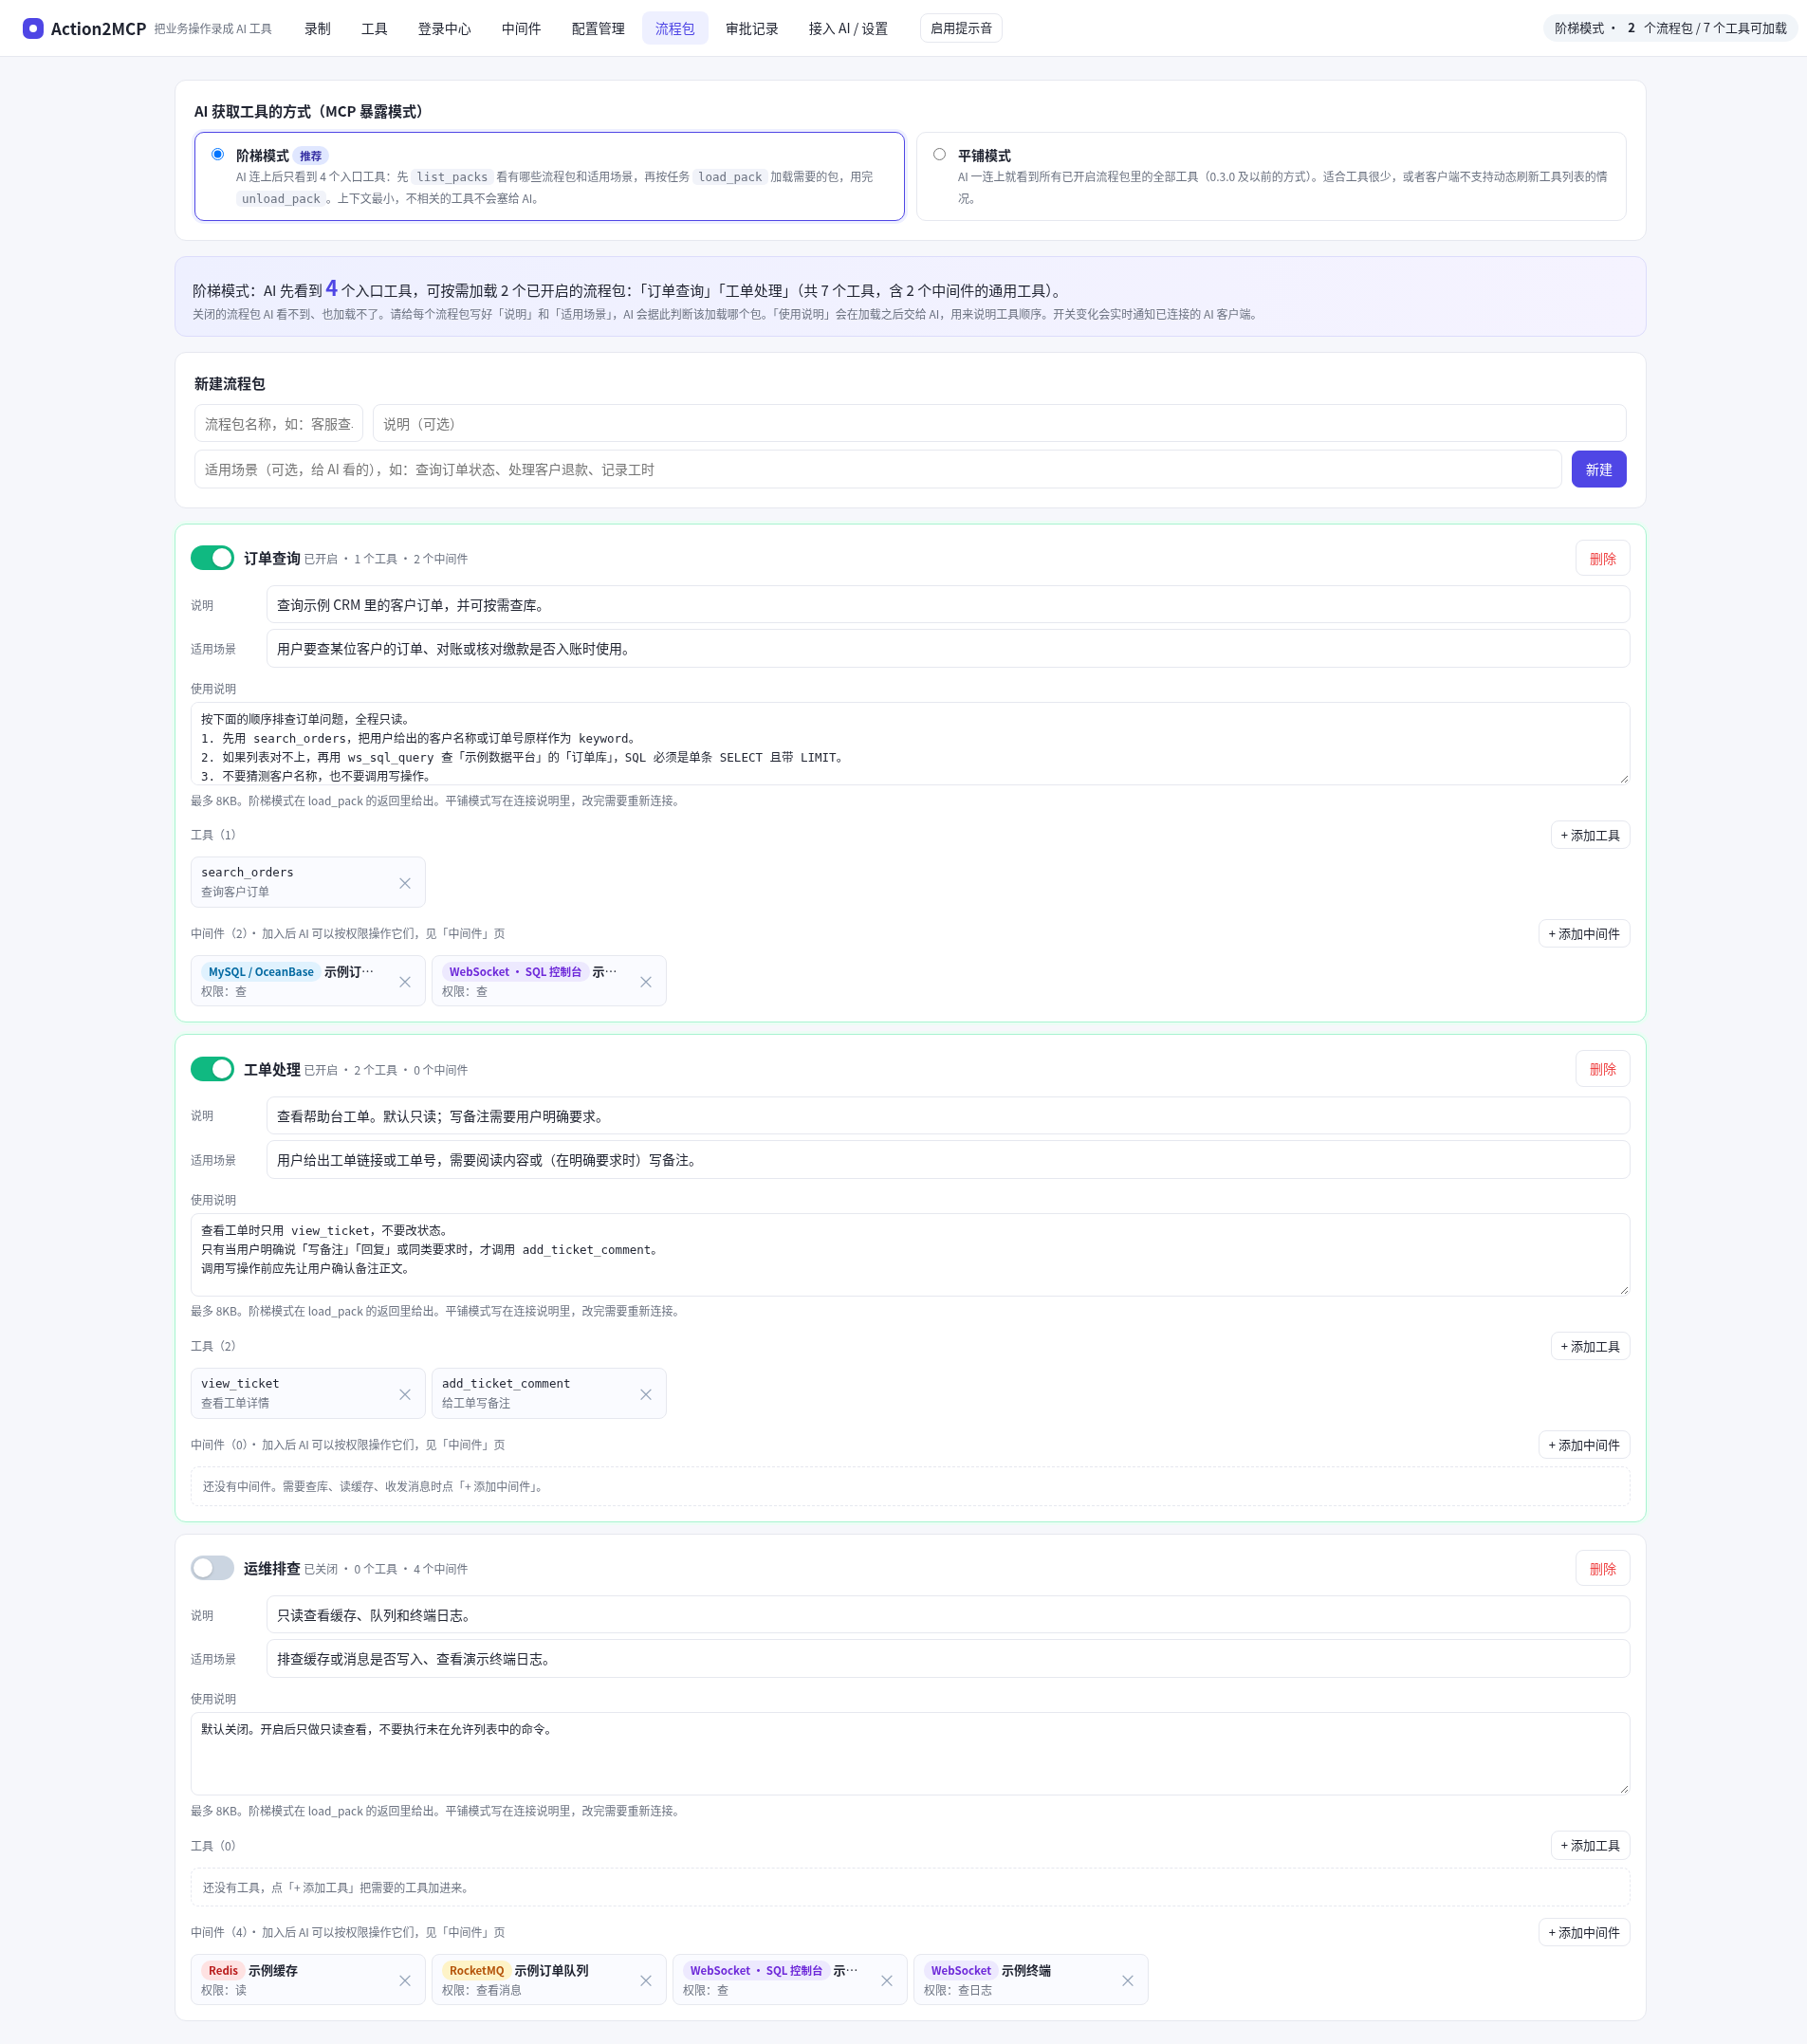 Action2MCP 把业务操作录成 AI 工具 录制 工具 登录中心 中间件 配置管理 流程包 审批记录 接入 AI / 设置 启用提示音 阶梯模式 · 2 个流程包 / 7 个工具可加载
AI 获取工具的方式（MCP 暴露模式）
阶梯模式 推荐
AI 连上后只看到 4 个入口工具：先 list_packs 看有哪些流程包和适用场景，再按任务 load_pack 加载需要的包，用完
unload_pack。上下文最小，不相关的工具不会塞给 AI。
平铺模式
AI 一连上就看到所有已开启流程包里的全部工具（0.3.0 及以前的方式）。适合工具很少，或者客户端不支持动态刷新工具列表的情
况。
阶梯模式：AI 先看到 4 个入口工具，可按需加载 2 个已开启的流程包：「订单查询」「工单处理」（共 7 个工具，含 2 个中间件的通用工具）。
关闭的流程包 AI 看不到、也加载不了。请给每个流程包写好「说明」和「适用场景」，AI 会据此判断该加载哪个包。「使用说明」会在加载之后交给 AI，用来说明工具顺序。开关变化会实时通知已连接的 AI 客户端。
新建流程包
流程包名称，如：客服查.
说明（可选）
适用场景（可选，给 AI 看的），如：查询订单状态、处理客户退款、记录工时
新建
订单查询 已开启 · 1 个工具 · 2 个中间件
删除
说明
查询示例 CRM 里的客户订单，并可按需查库。
适用场景
用户要查某位客户的订单、对账或核对缴款是否入账时使用。
使用说明
按下面的顺序排查订单问题，全程只读。
1. 先用 search_orders，把用户给出的客户名称或订单号原样作为 keyword。
2. 如果列表对不上，再用 ws_sql_query 查「示例数据平台」的「订单库」，SQL 必须是单条 SELECT 且带 LIMIT。
3. 不要猜测客户名称，也不要调用写操作。
最多 8KB。阶梯模式在 load_pack 的返回里给出。平铺模式写在连接说明里，改完需要重新连接。
工具（1）
+ 添加工具
search_orders
查询客户订单
中间件（2）· 加入后 AI 可以按权限操作它们，见「中间件」页
+ 添加中间件
MySQL / OceanBase 示例订…
权限：查
WebSocket · SQL 控制台 示…
权限：查
工单处理 已开启 · 2 个工具 · 0 个中间件
删除
说明
查看帮助台工单。默认只读；写备注需要用户明确要求。
适用场景
用户给出工单链接或工单号，需要阅读内容或（在明确要求时）写备注。
使用说明
查看工单时只用 view_ticket，不要改状态。
只有当用户明确说「写备注」「回复」或同类要求时，才调用 add_ticket_comment。
调用写操作前应先让用户确认备注正文。
最多 8KB。阶梯模式在 load_pack 的返回里给出。平铺模式写在连接说明里，改完需要重新连接。
工具（2）
+ 添加工具
view_ticket
查看工单详情
add_ticket_comment
给工单写备注
中间件（0）· 加入后 AI 可以按权限操作它们，见「中间件」页
+ 添加中间件
还没有中间件。需要查库、读缓存、收发消息时点「+ 添加中间件」。
运维排查 已关闭 · 0 个工具 · 4 个中间件
删除
说明
只读查看缓存、队列和终端日志。
适用场景
排查缓存或消息是否写入、查看演示终端日志。
使用说明
默认关闭。开启后只做只读查看，不要执行未在允许列表中的命令。
最多 8KB。阶梯模式在 load_pack 的返回里给出。平铺模式写在连接说明里，改完需要重新连接。
工具（0）
+ 添加工具
还没有工具，点「+ 添加工具」把需要的工具加进来。
中间件（4）· 加入后 AI 可以按权限操作它们，见「中间件」页
+ 添加中间件
Redis 示例缓存
权限：读
RocketMQ 示例订单队列
权限：查看消息
WebSocket · SQL 控制台 示…
权限：查
WebSocket 示例终端
权限：查日志